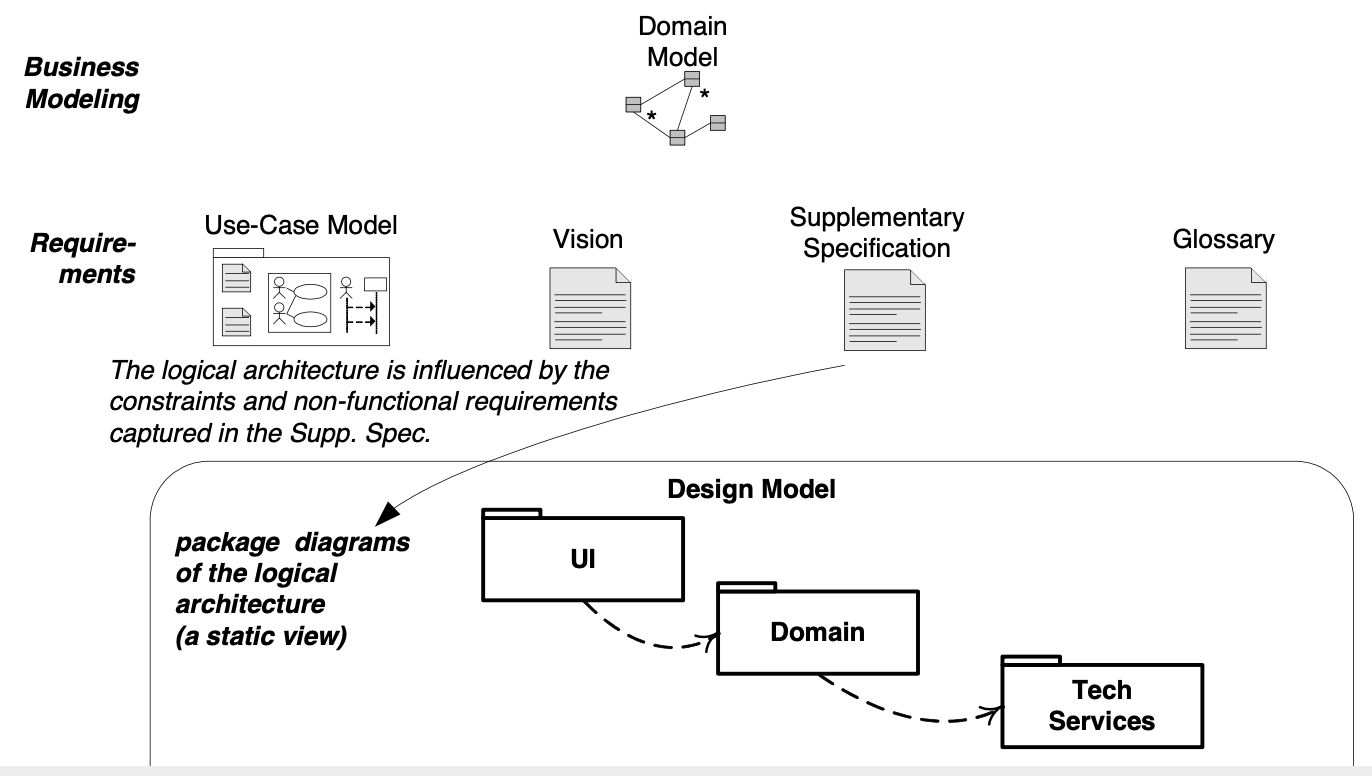 Domain
Model
Business
Modeling
*
*
Require-
ments
Use-Case Model
Vision
Supplementary
Specification
Glossary
The logical architecture is influenced by the
constraints and non-functional requirements
captured in the Supp. Spec.
Design Model
package diagrams
of the logical
architecture
(a static view)
UI
Domain
Tech
Services